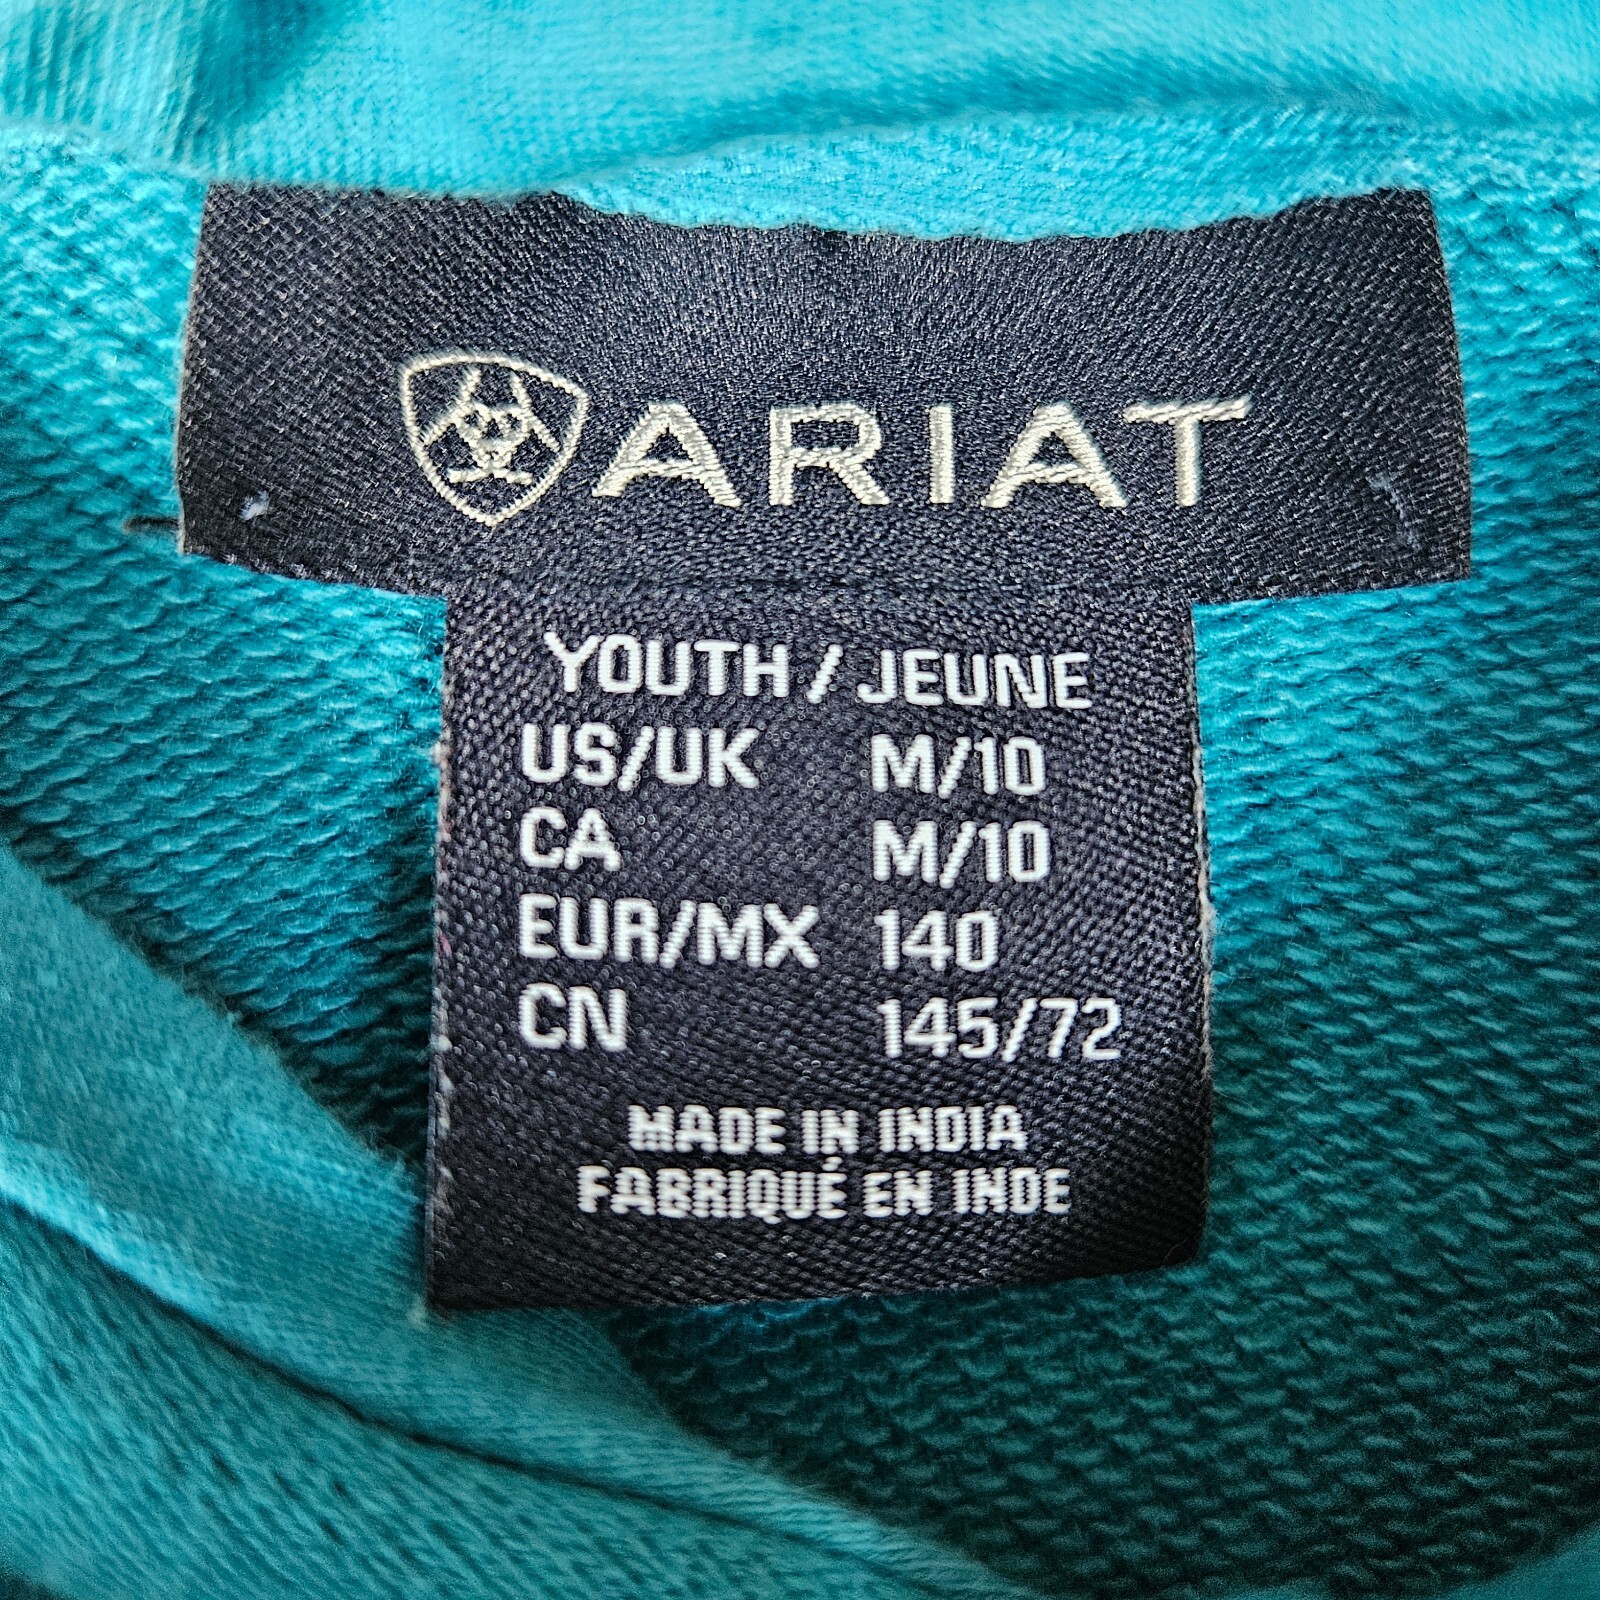 ARIAT
YOUTH / JEUNE
US/UK M/10
CA M/10
EUR/MX 140
CN 145/72
MADE IN INDIA
FABRIQUÉ EN INDE